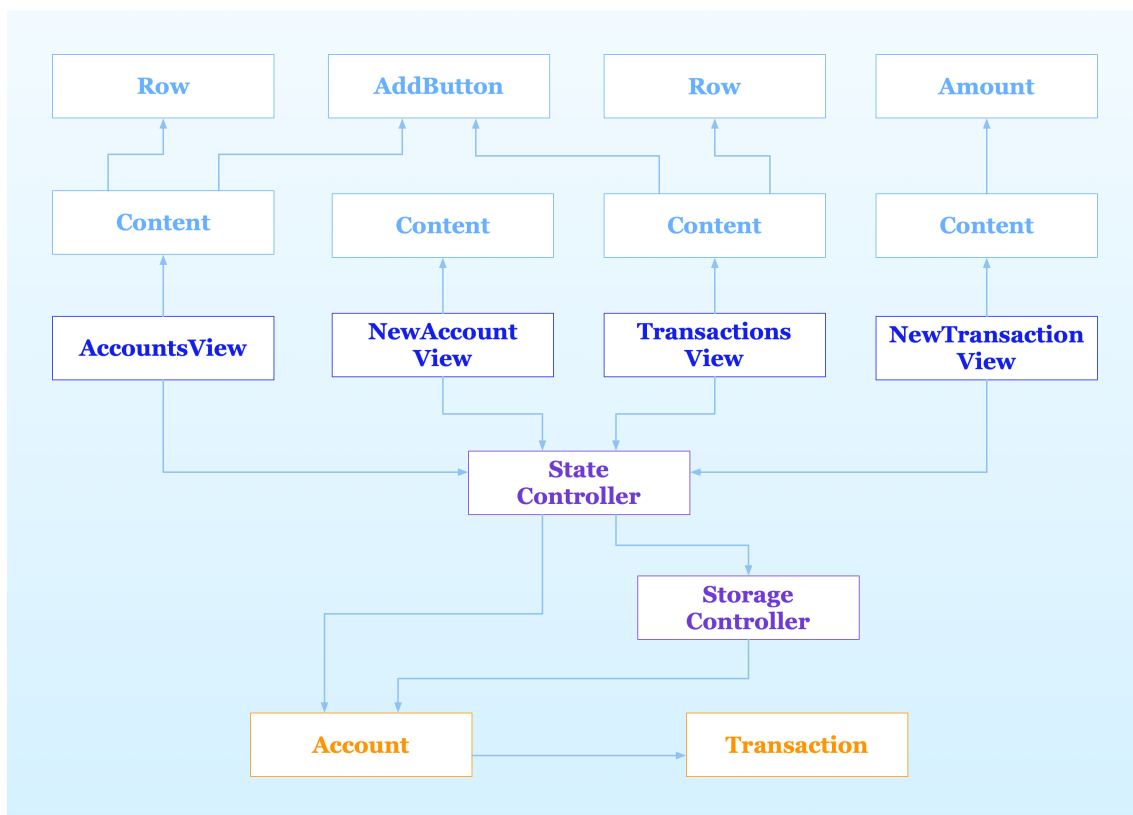 Row
AddButton
Row
Amount
Content
Content
Content
Content
AccountsView
NewAccount
View
Transactions
View
NewTransaction
View
State
Controller
Storage
Controller
Account
Transaction